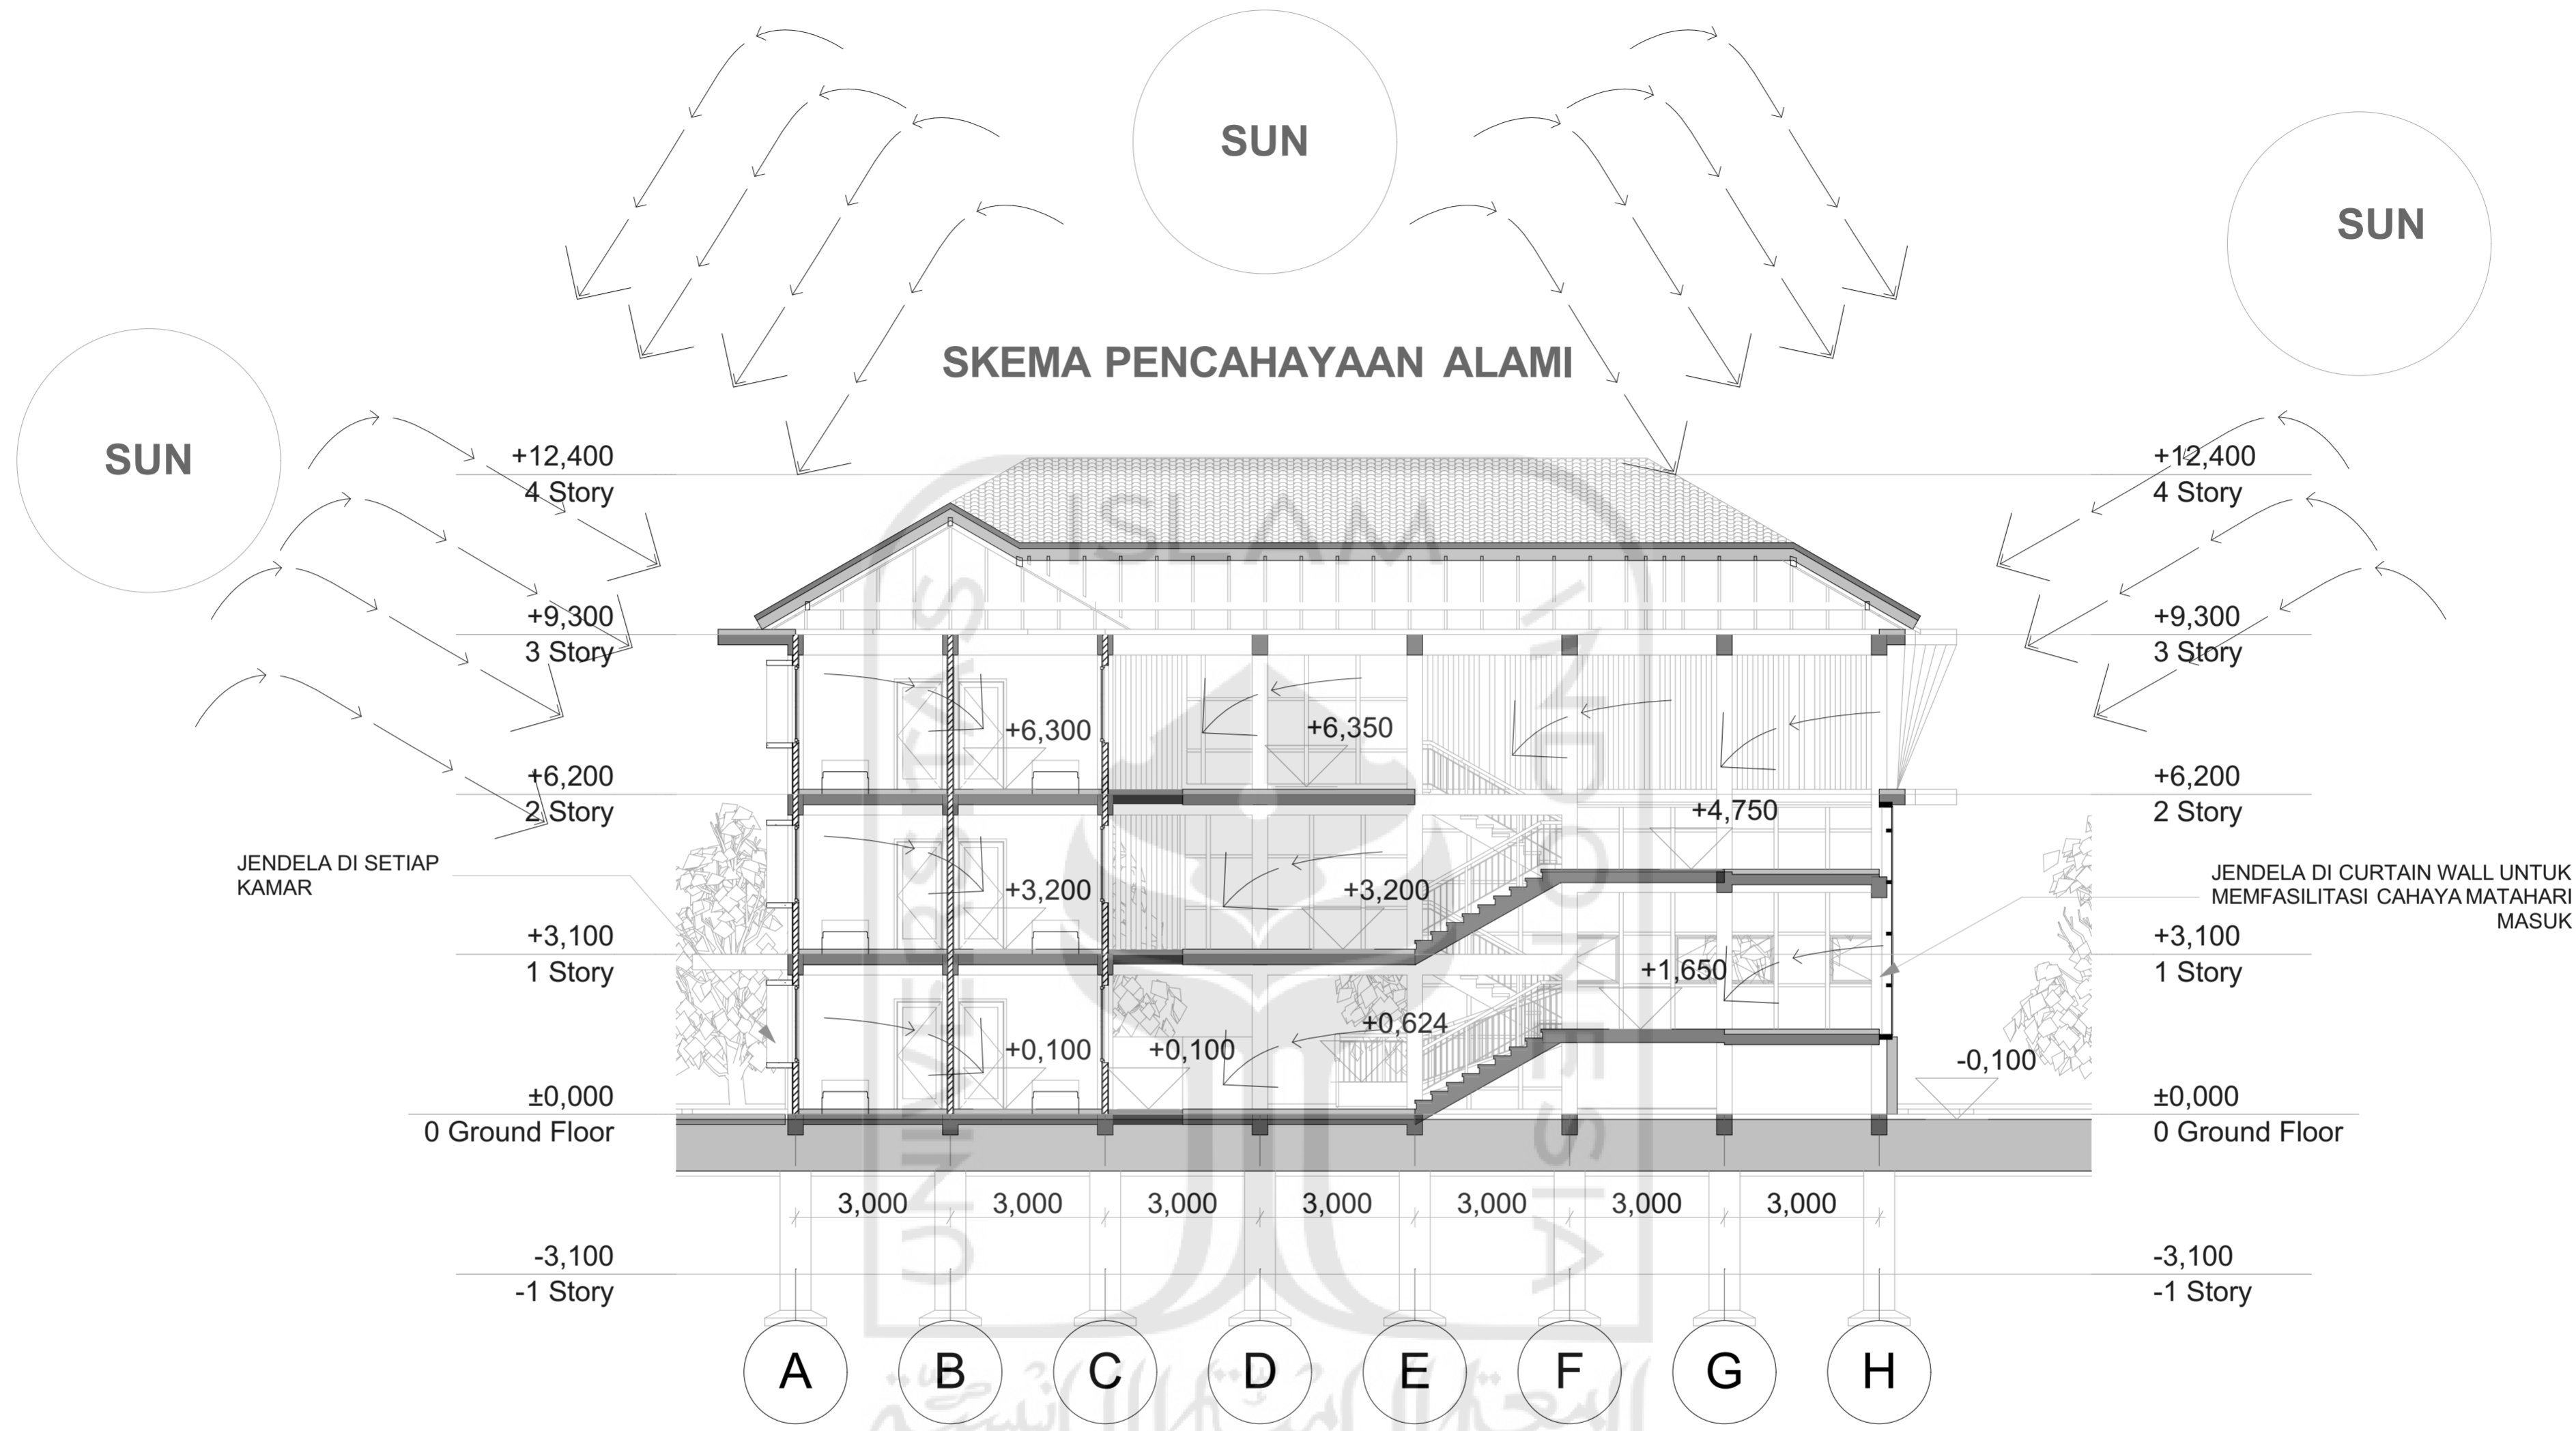 SUN
SUN
SUN
SKEMA PENCAHAYAAN ALAMI
+12,400
4 Story
+9,300
3 Story
+6,200
2 Story
JENDELA DI SETIAP
KAMAR
+3,100
1 Story
±0,000
0 Ground Floor
-3,100
-1 Story
+6,300
+6,350
+4,750
+3,200
+3,200
+1,650
+0,624
+0,100
+0,100
-0,100
+12,400
4 Story
+9,300
3 Story
+6,200
2 Story
JENDELA DI CURTAIN WALL UNTUK
MEMFASILITASI CAHAYA MATAHARI
MASUK
+3,100
1 Story
±0,000
0 Ground Floor
-3,100
-1 Story
3,000 3,000 3,000 3,000 3,000 3,000 3,000
A B C D E F G H
UNIVERSITAS
ISLAM
INDONESIA